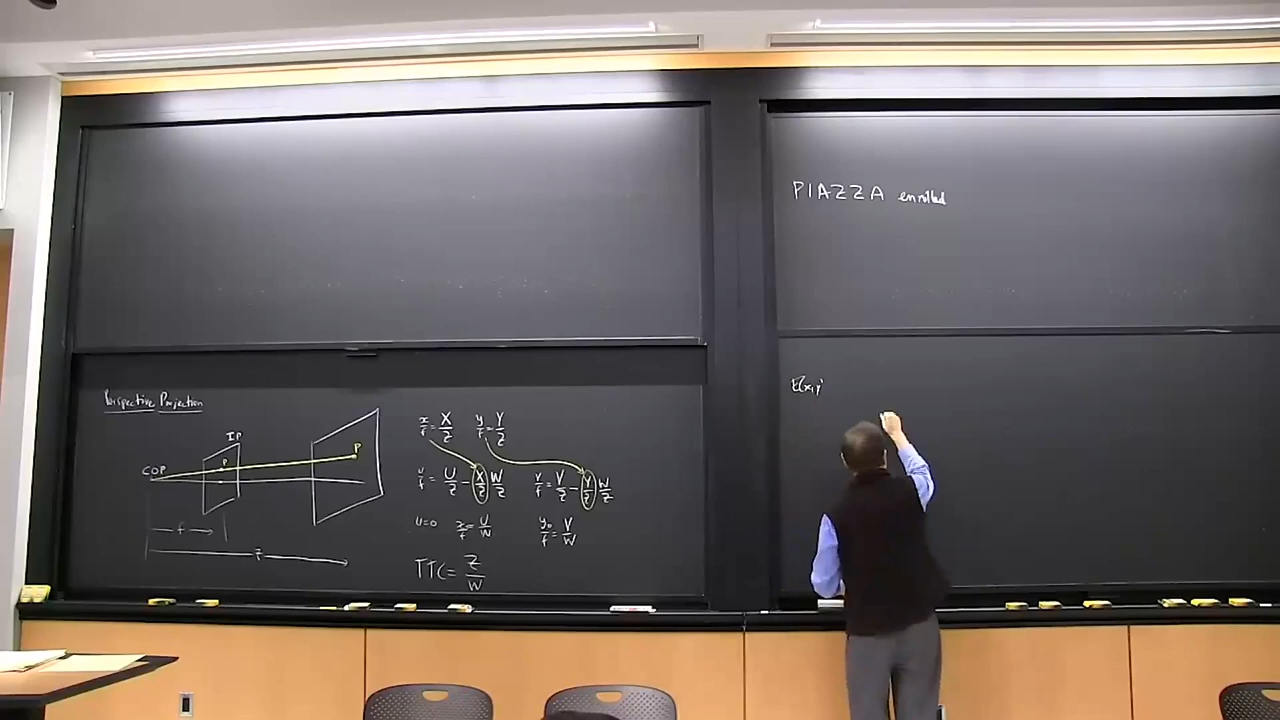 Perspective Projection
IP
COP
P
P
f
Z
x/f = X/Z y/f = Y/Z
u/f = U/Z - X/Z W/Z v/f = V/Z - Y/Z W/Z
u=0 x₀/f = U/W y₀/f = V/W
TTC = Z/W
PIAZZA enrolled
E(x,y)